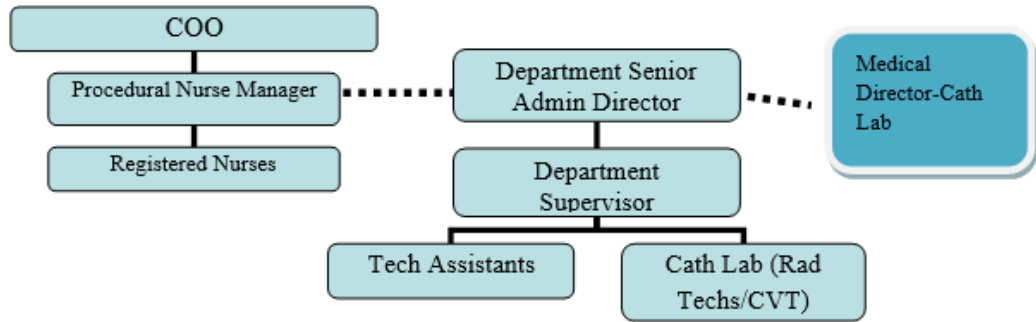 COO
Procedural Nurse Manager
Registered Nurses
Department Senior
Admin Director
Medical
Director-Cath
Lab
Department
Supervisor
Tech Assistants
Cath Lab (Rad
Techs/CVT)